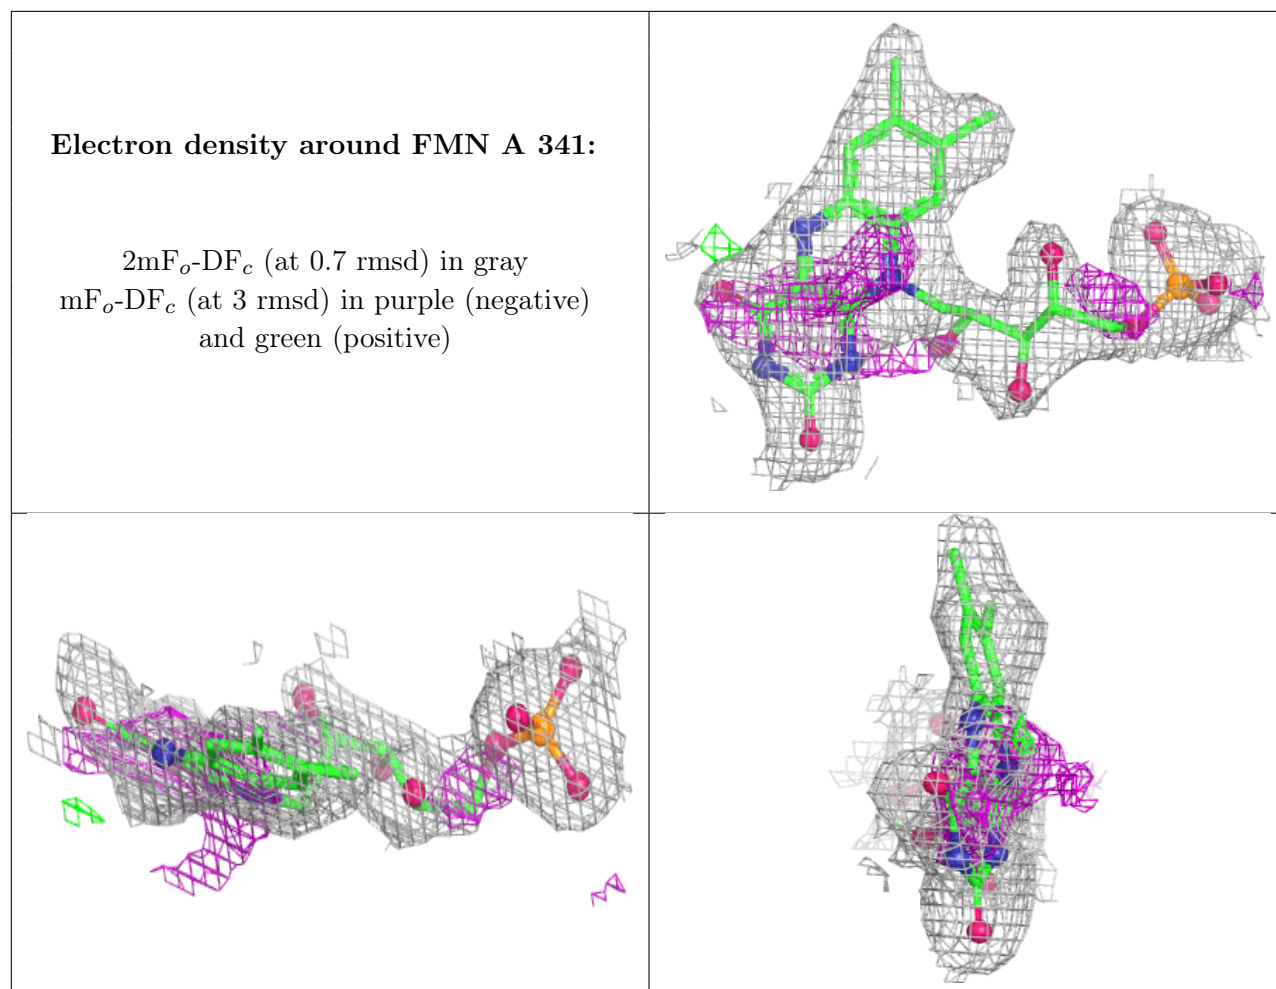 Electron density around FMN A 341:
2mFo-DFc (at 0.7 rmsd) in gray
mFo-DFc (at 3 rmsd) in purple (negative)
and green (positive)